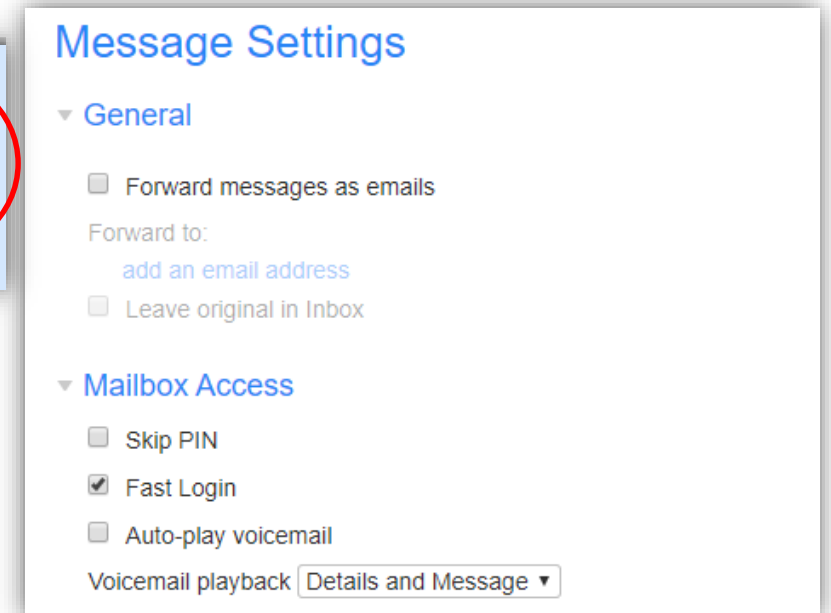 Message Settings
General
Forward messages as emails
Forward to:
add an email address
Leave original in Inbox
Mailbox Access
Skip PIN
Fast Login
Auto-play voicemail
Voicemail playback Details and Message